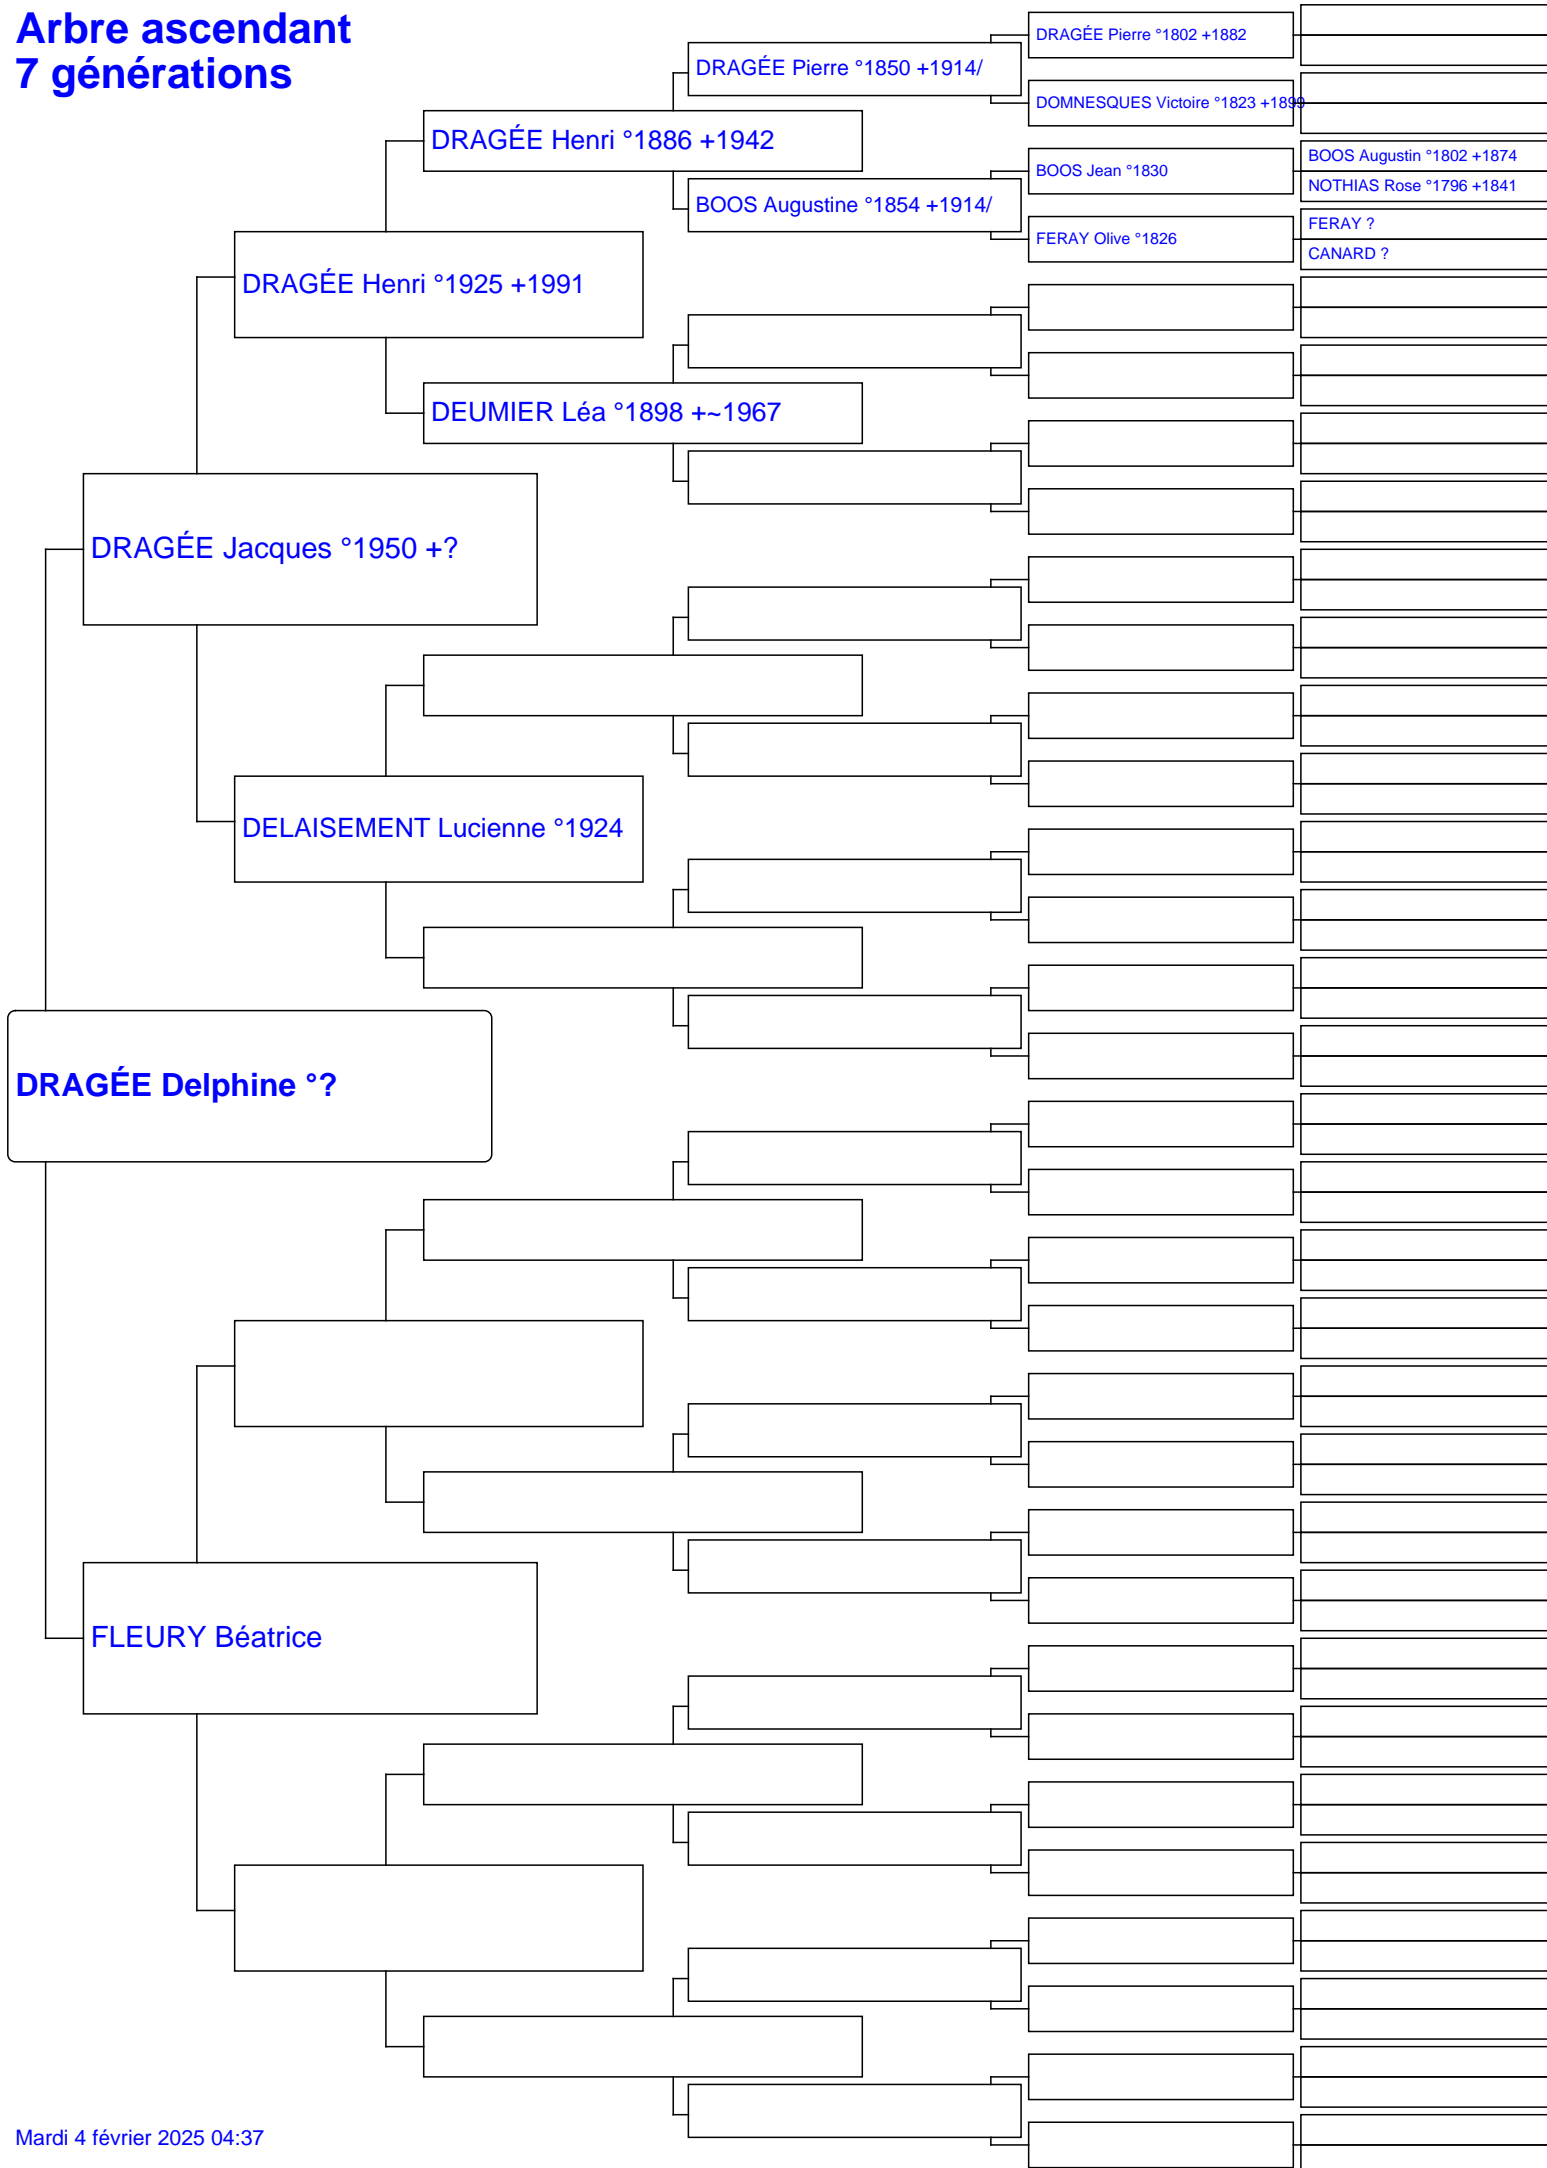 Arbre ascendant
7 générations
DRAGÉE Pierre °1802 +1882
DRAGÉE Pierre °1850 +1914/
DOMNESQUES Victoire °1823 +1899
DRAGÉE Henri °1886 +1942
BOOS Augustin °1802 +1874
BOOS Jean °1830
NOTHIAS Rose °1796 +1841
BOOS Augustine °1854 +1914/
FERAY ?
FERAY Olive °1826
CANARD ?
DRAGÉE Henri °1925 +1991
DEUMIER Léa °1898 +~1967
DRAGÉE Jacques °1950 +?
DELAISEMENT Lucienne °1924
DRAGÉE Delphine °?
FLEURY Béatrice
Mardi 4 février 2025 04:37